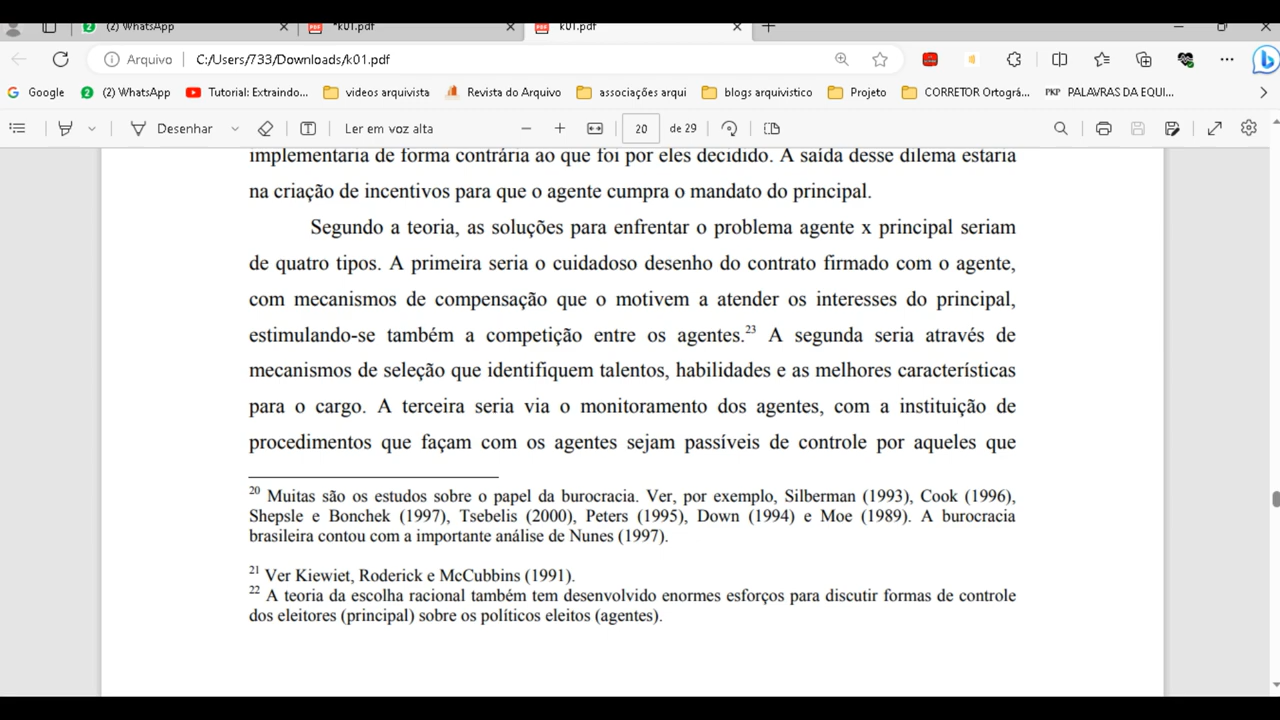 (2) WhatsApp
*k01.pdf
k01.pdf
Arquivo C:/Users/733/Downloads/k01.pdf
Google (2) WhatsApp Tutorial: Extraindo... videos arquivista Revista do Arquivo associações arqui blogs arquivistico Projeto CORRETOR Ortográ... PKP PALAVRAS DA EQUI...
Desenhar Ler em voz alta 20 de 29
implementaria de forma contrária ao que foi por eles decidido. A saída desse dilema estaria
na criação de incentivos para que o agente cumpra o mandato do principal.
Segundo a teoria, as soluções para enfrentar o problema agente x principal seriam
de quatro tipos. A primeira seria o cuidadoso desenho do contrato firmado com o agente,
com mecanismos de compensação que o motivem a atender os interesses do principal,
estimulando-se também a competição entre os agentes.23 A segunda seria através de
mecanismos de seleção que identifiquem talentos, habilidades e as melhores características
para o cargo. A terceira seria via o monitoramento dos agentes, com a instituição de
procedimentos que façam com os agentes sejam passíveis de controle por aqueles que
20 Muitas são os estudos sobre o papel da burocracia. Ver, por exemplo, Silberman (1993), Cook (1996),
Shepsle e Bonchek (1997), Tsebelis (2000), Peters (1995), Down (1994) e Moe (1989). A burocracia
brasileira contou com a importante análise de Nunes (1997).
21 Ver Kiewiet, Roderick e McCubbins (1991).
22 A teoria da escolha racional também tem desenvolvido enormes esforços para discutir formas de controle
dos eleitores (principal) sobre os políticos eleitos (agentes).